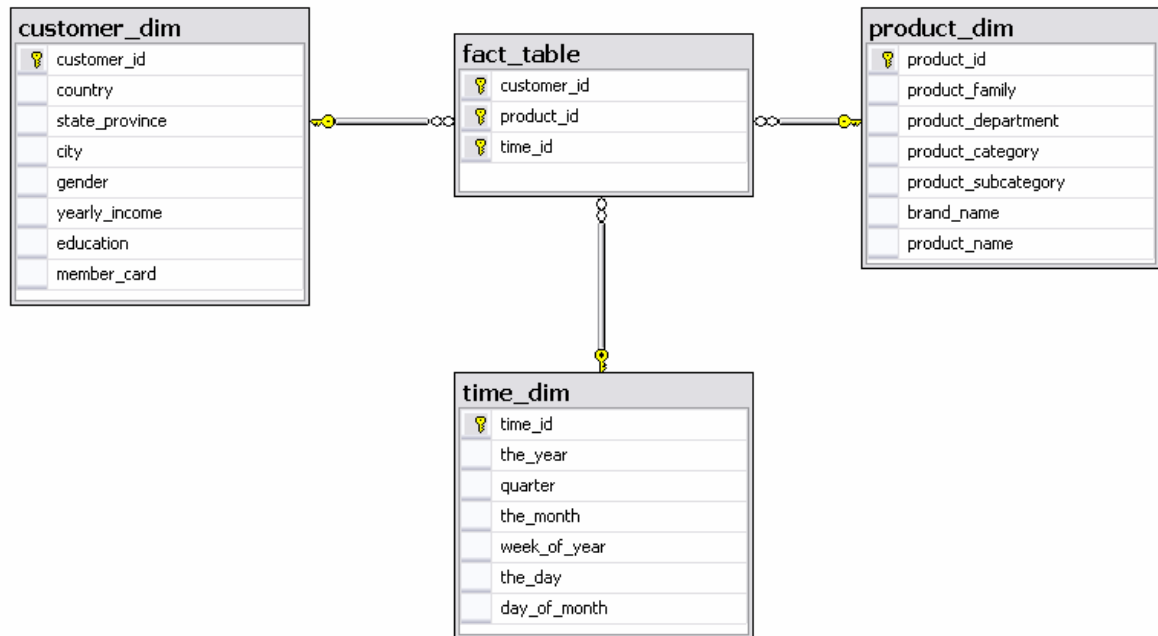 customer_dim
customer_id
country
state_province
city
gender
yearly_income
education
member_card
fact_table
customer_id
product_id
time_id
product_dim
product_id
product_family
product_department
product_category
product_subcategory
brand_name
product_name
time_dim
time_id
the_year
quarter
the_month
week_of_year
the_day
day_of_month